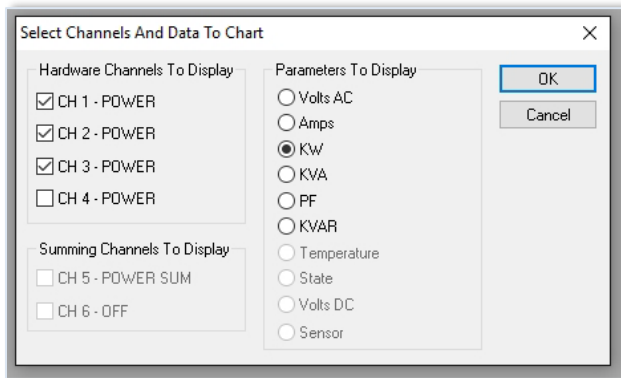 Select Channels And Data To Chart
Hardware Channels To Display
CH 1 - POWER
CH 2 - POWER
CH 3 - POWER
CH 4 - POWER
Summing Channels To Display
CH 5 - POWER SUM
CH 6 - OFF
Parameters To Display
Volts AC
Amps
KW
KVA
PF
KVAR
Temperature
State
Volts DC
Sensor
OK
Cancel